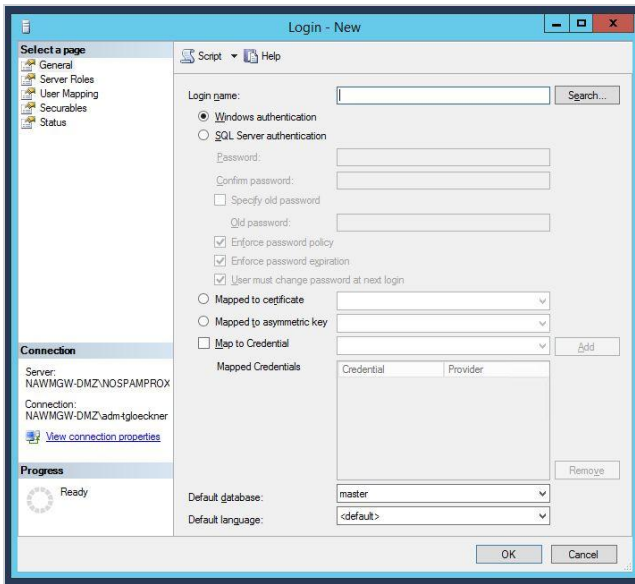 Login - New
Select a page
General
Server Roles
User Mapping
Securables
Status
Script Help
Login name:
Search...
Windows authentication
SQL Server authentication
Password:
Confirm password:
Specify old password
Old password:
Enforce password policy
Enforce password expiration
User must change password at next login
Mapped to certificate
Mapped to asymmetric key
Map to Credential
Add
Mapped Credentials
Credential Provider
Remove
Default database: master
Default language: <default>
Connection
Server:
NAWMGW-DMZ\NOSPAMPROX
Connection:
NAWMGW-DMZ\adm-tgloeckner
View connection properties
Progress
Ready
OK Cancel